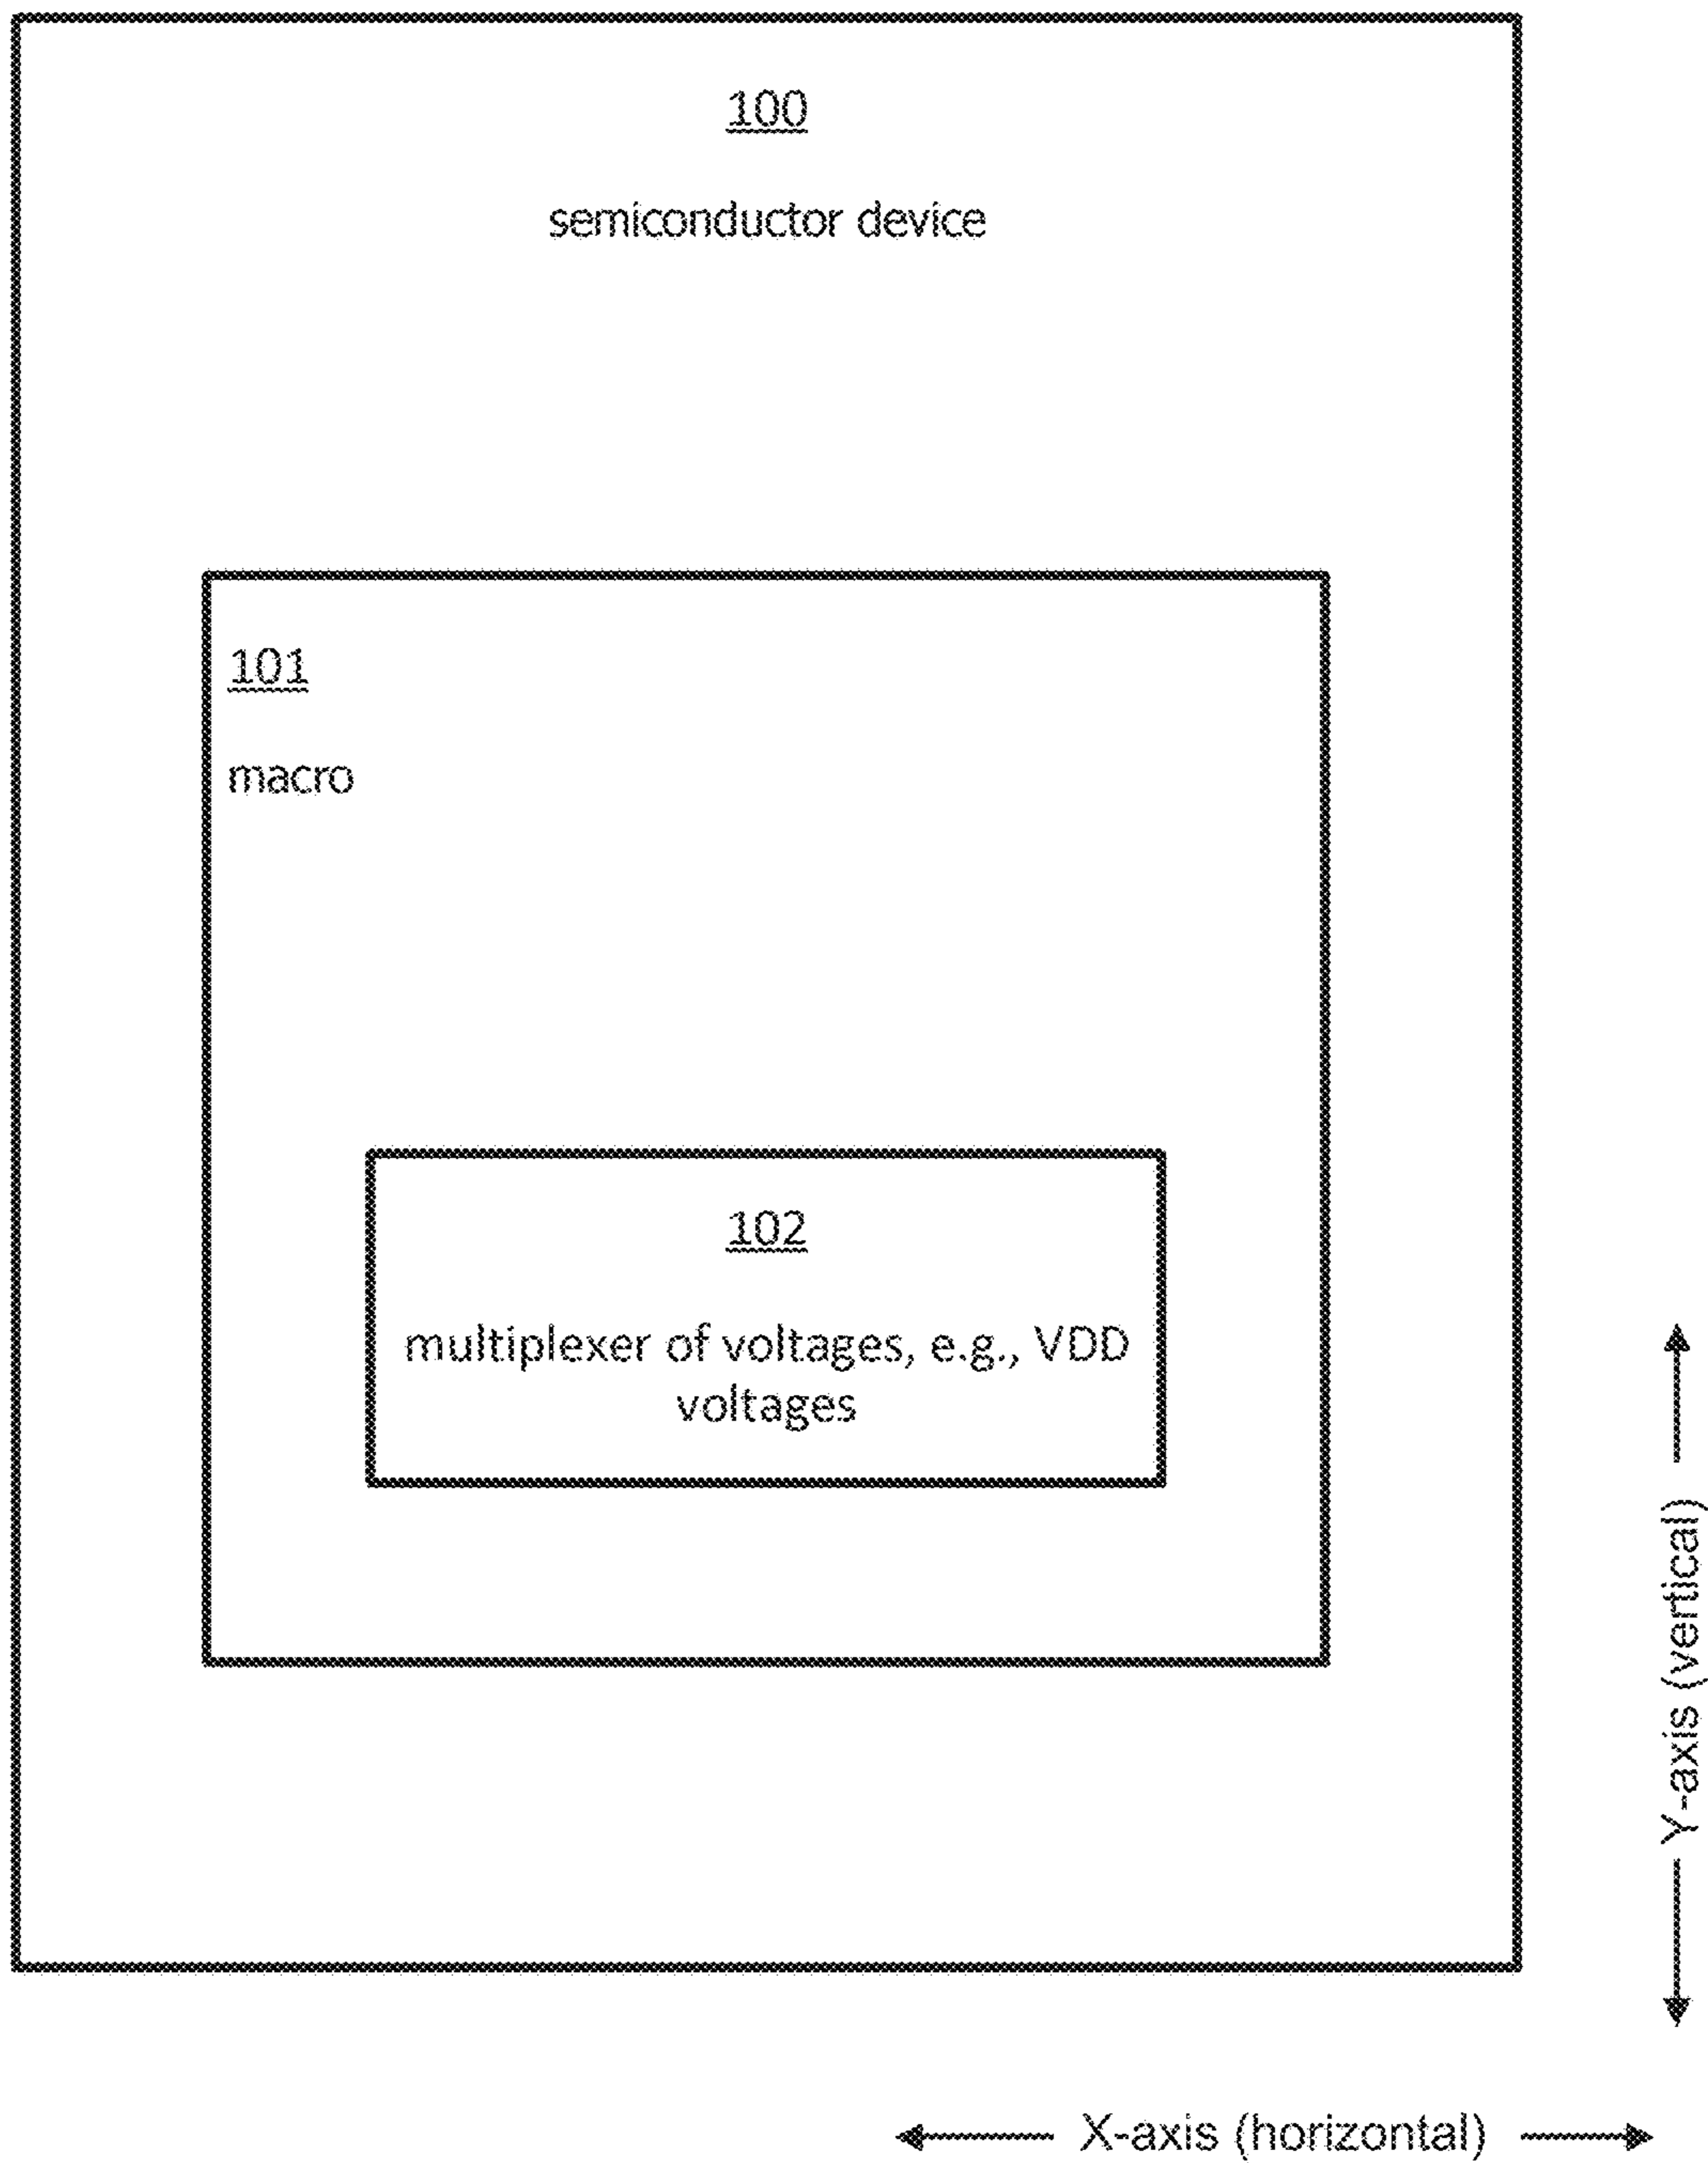 100
semiconductor device
101
macro
102
multiplexer of voltages, e.g., VDD
voltages
Y-axis (vertical)
X-axis (horizontal)